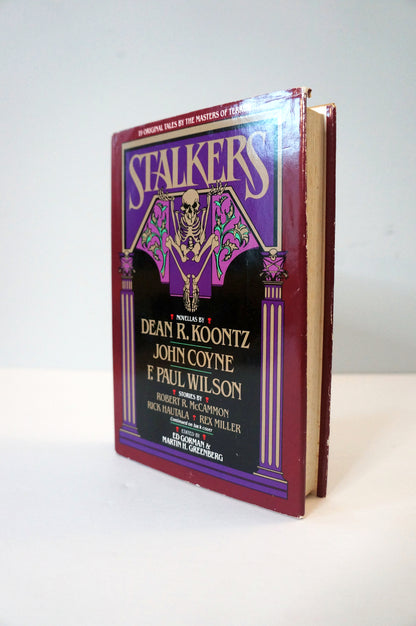 19 ORIGINAL TALES BY THE MASTERS OF TERROR
STALKERS
NOVELLAS BY
DEAN R. KOONTZ
JOHN COYNE
F. PAUL WILSON
STORIES BY
ROBERT R. McCAMMON
RICK HAUTALA REX MILLER
Continued on back cover
EDITED BY
ED GORMAN &
MARTIN H. GREENBERG